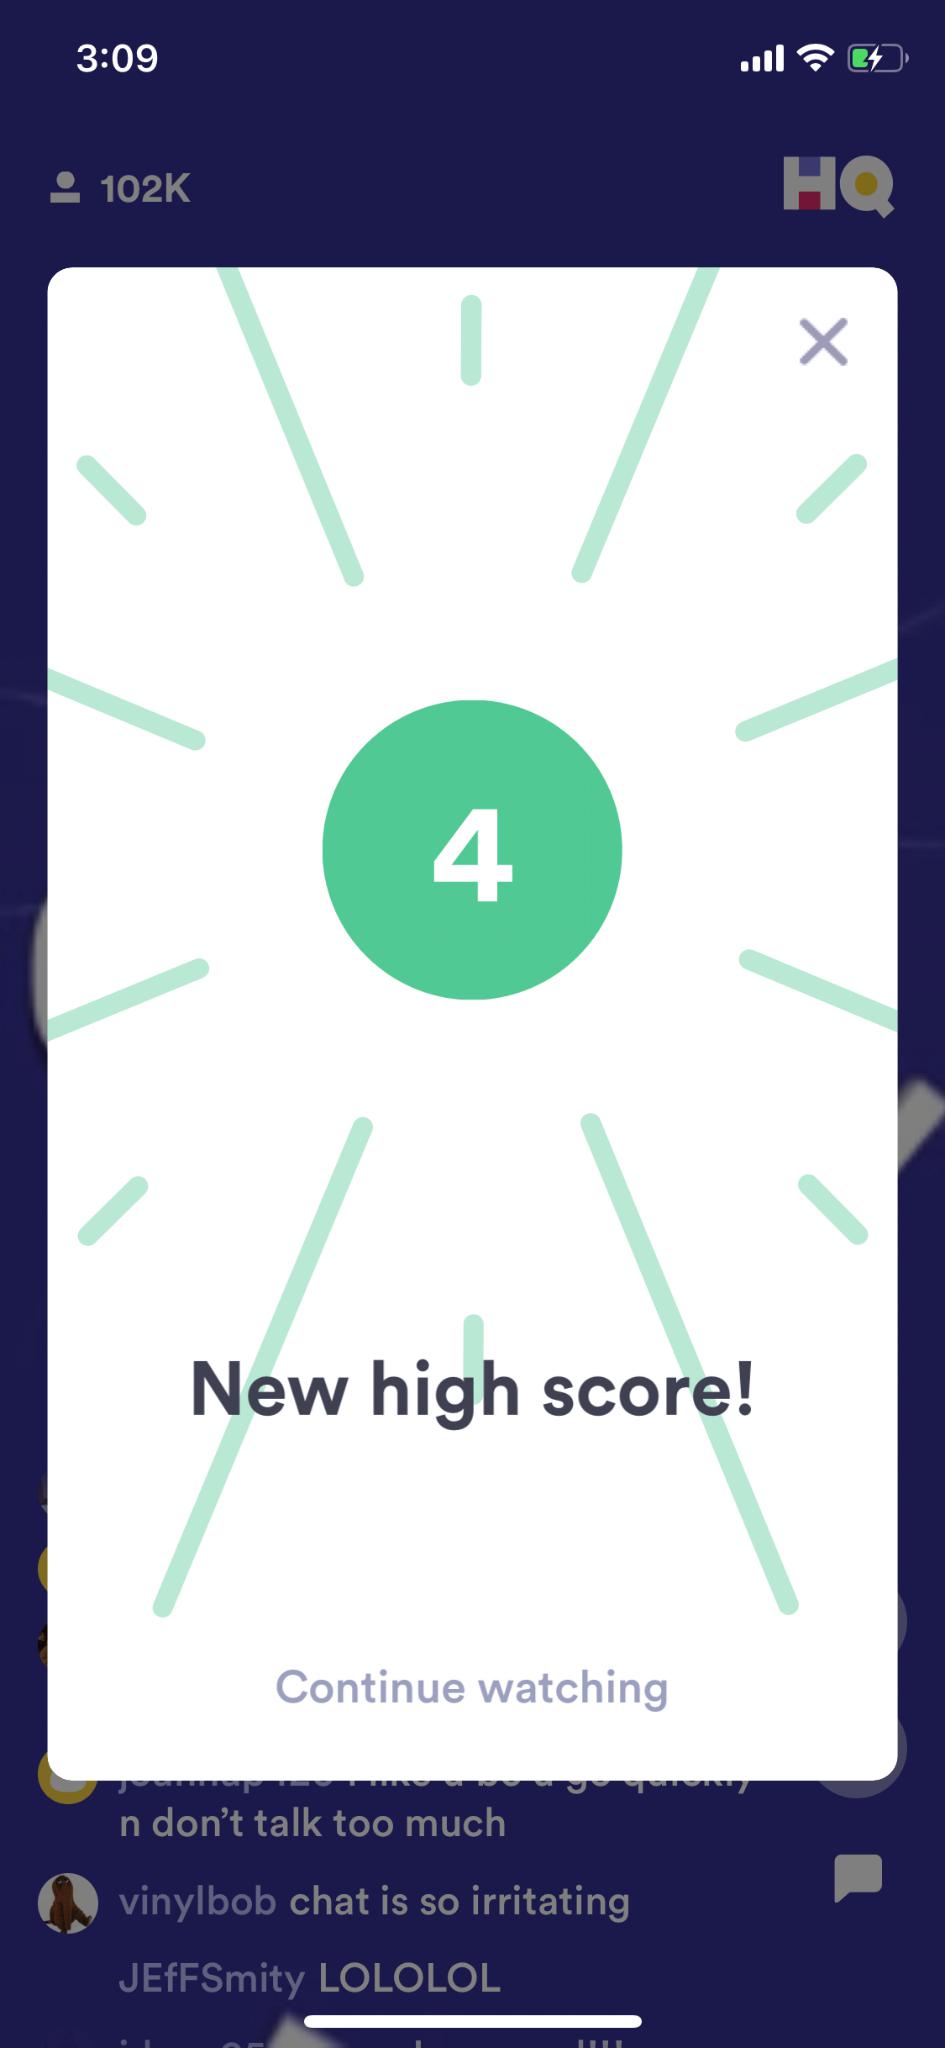 3:09
102K
HQ
4
New high score!
Continue watching
n don’t talk too much
vinylbob chat is so irritating
JEfFSmity LOLOLOL